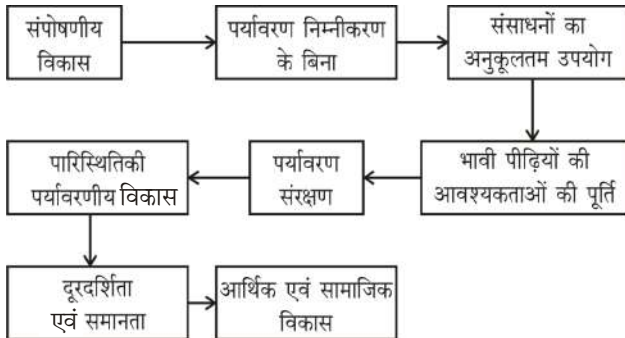 संपोषणीय
विकास
पर्यावरण निम्नीकरण
के बिना
संसाधनों का
अनुकूलतम उपयोग
भावी पीढ़ियों की
आवश्यकताओं की पूर्ति
पर्यावरण
संरक्षण
पारिस्थितिकी
पर्यावरणीय विकास
दूरदर्शिता
एवं समानता
आर्थिक एवं सामाजिक
विकास